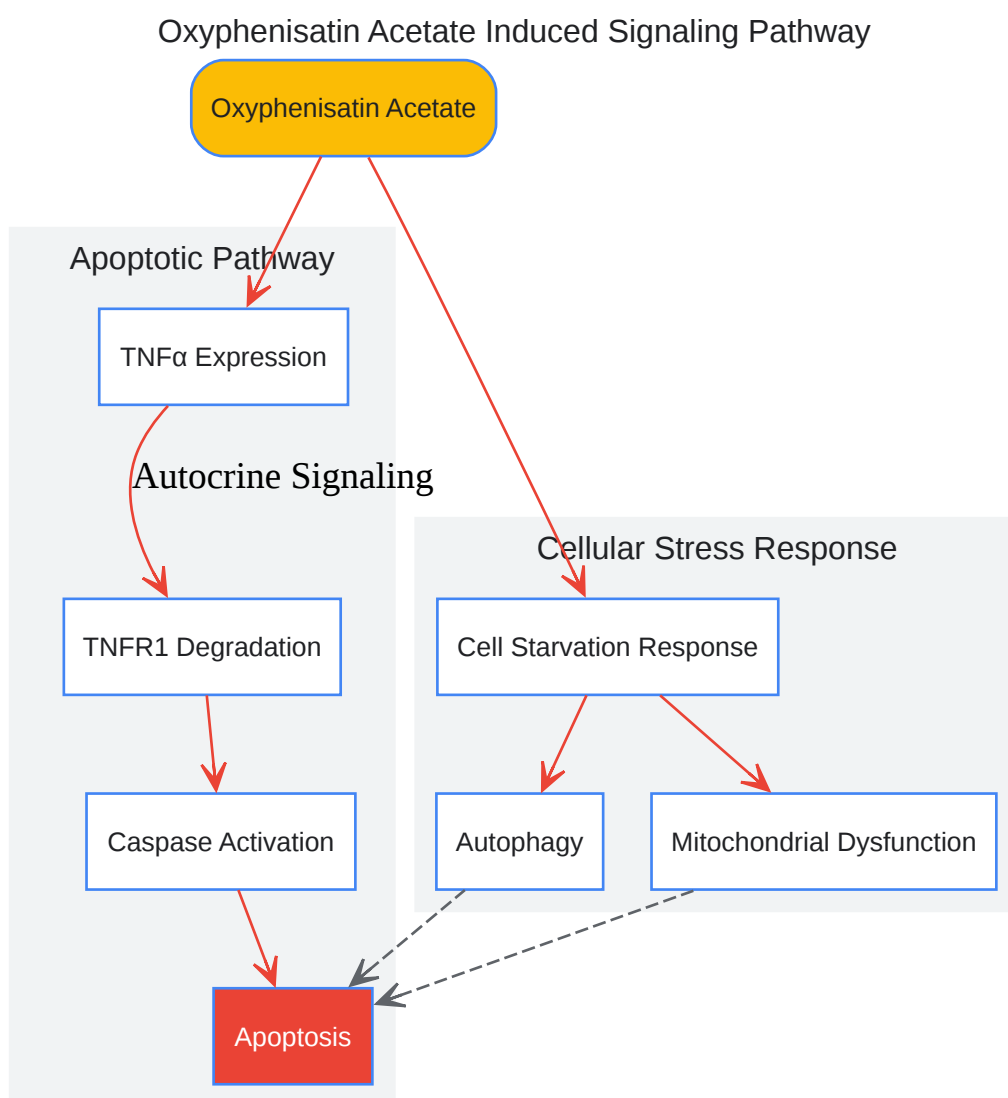 Oxyphenisatin Acetate Induced Signaling Pathway
Oxyphenisatin Acetate
Apoptotic Pathway
TNFα Expression
Autocrine Signaling
Cellular Stress Response
TNFR1 Degradation
Cell Starvation Response
Caspase Activation
Autophagy
Mitochondrial Dysfunction
Apoptosis